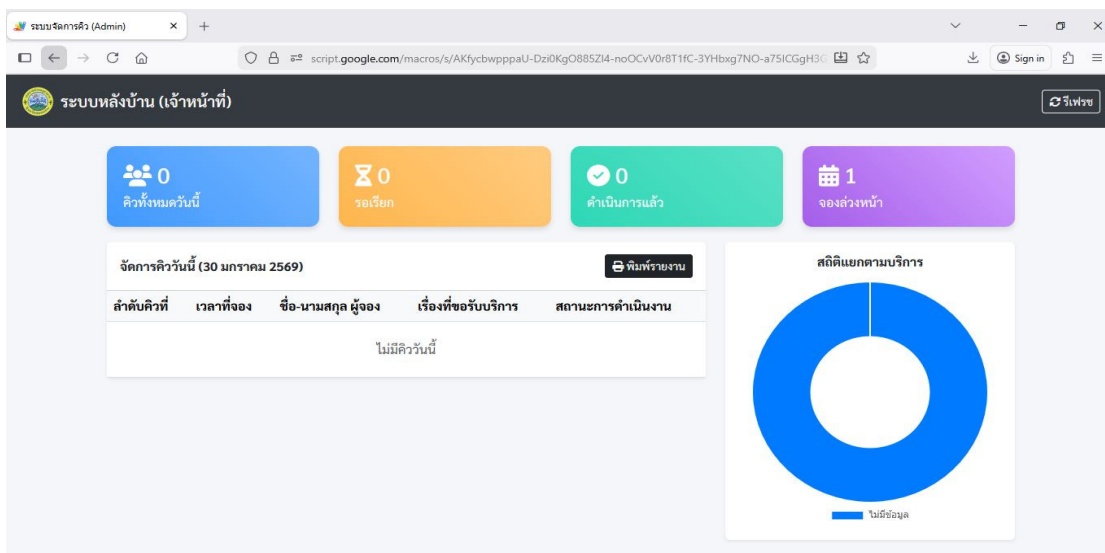 ระบบจัดการคิว (Admin)
script.google.com/macros/s/AKfycbwpppaU-Dzi0KgO885ZI4-noOCvV0r8T1fC-3YHbxg7NO-a75ICGgH3G
Sign in
ระบบหลังบ้าน (เจ้าหน้าที่)
รีเฟรช
0
คิวทั้งหมดวันนี้
0
รอเรียก
0
ดำเนินการแล้ว
1
จองล่วงหน้า
จัดการคิววันนี้ (30 มกราคม 2569)
พิมพ์รายงาน
ลำดับคิวที่ เวลาที่จอง ชื่อ-นามสกุล ผู้จอง เรื่องที่ขอรับบริการ สถานะการดำเนินงาน
ไม่มีคิววันนี้
สถิติแยกตามบริการ
ไม่มีข้อมูล